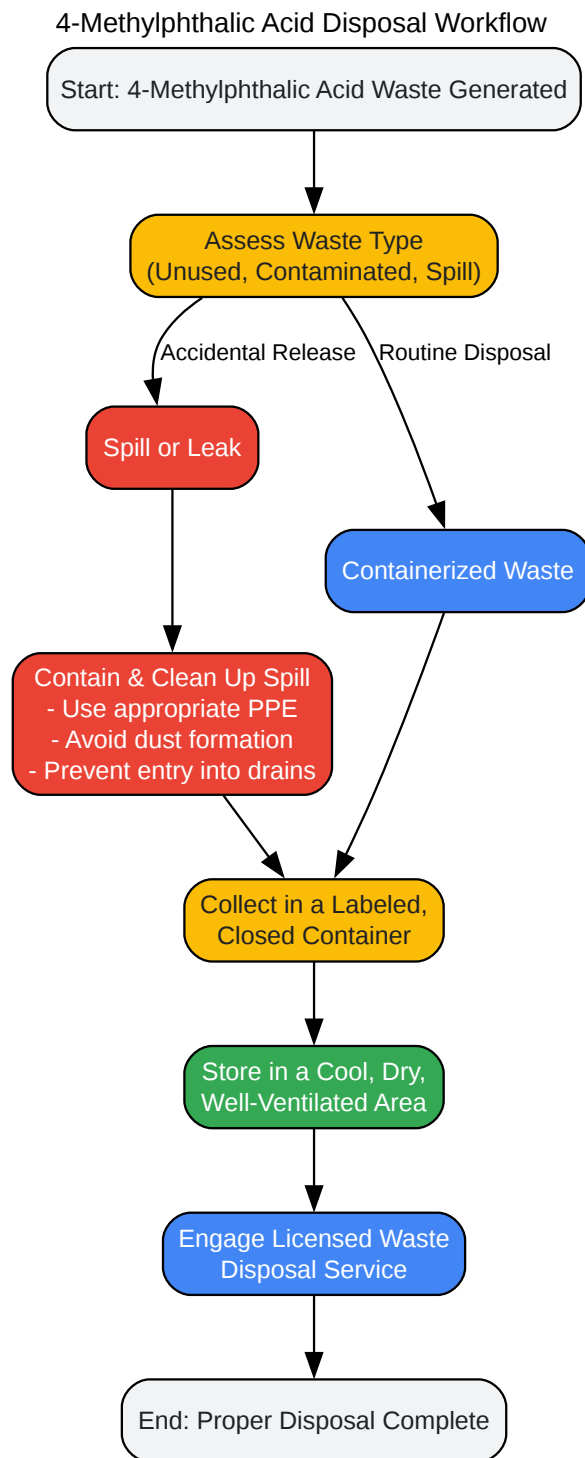 4-Methylphthalic Acid Disposal Workflow
Start: 4-Methylphthalic Acid Waste Generated
Assess Waste Type
(Unused, Contaminated, Spill)
Accidental Release
Routine Disposal
Spill or Leak
Containerized Waste
Contain & Clean Up Spill
- Use appropriate PPE
- Avoid dust formation
- Prevent entry into drains
Collect in a Labeled,
Closed Container
Store in a Cool, Dry,
Well-Ventilated Area
Engage Licensed Waste
Disposal Service
End: Proper Disposal Complete